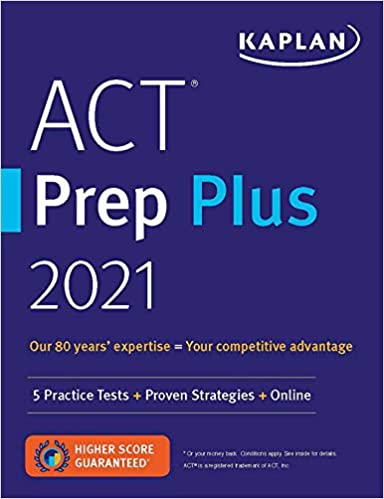 KAPLAN
ACT®
Prep Plus
2021
Our 80 years' expertise = Your competitive advantage
5 Practice Tests + Proven Strategies + Online
HIGHER SCORE
GUARANTEED*
* Or your money back. Conditions apply. See inside for details.
ACT® is a registered trademark of ACT, Inc.